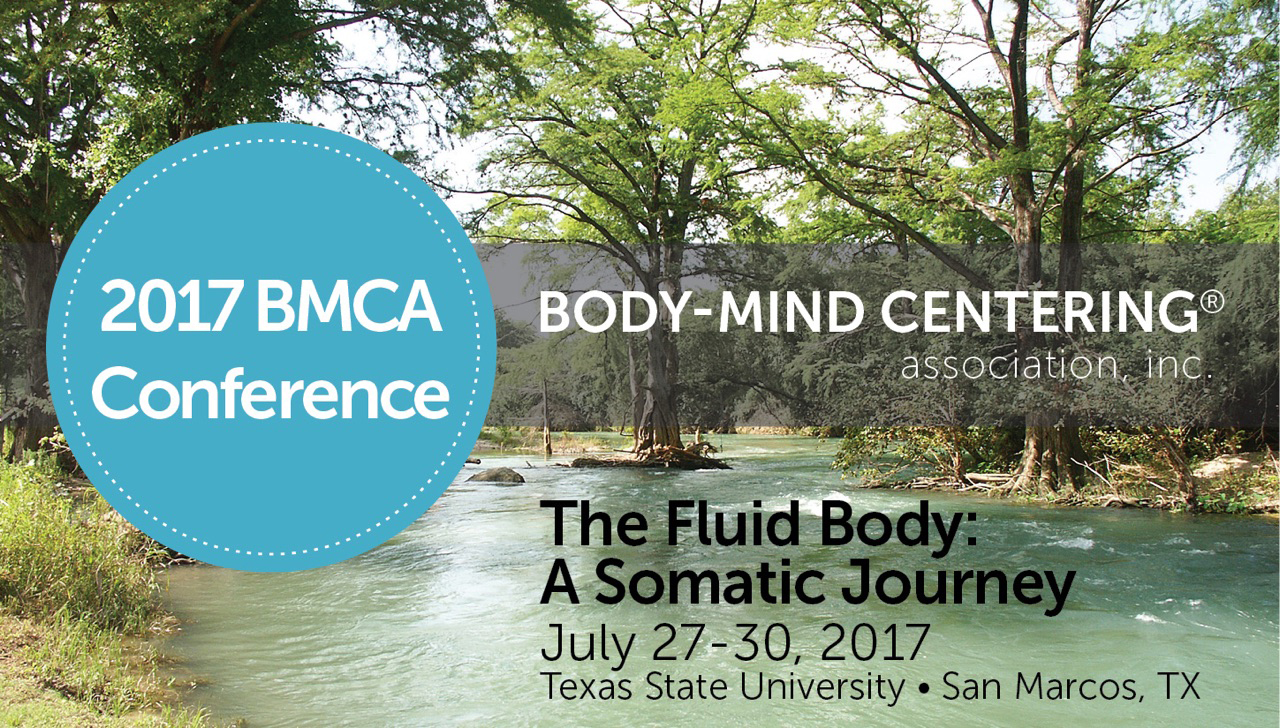 2017 BMCA
Conference
BODY-MIND CENTERING®
association, inc.
The Fluid Body:
A Somatic Journey
July 27-30, 2017
Texas State University • San Marcos, TX